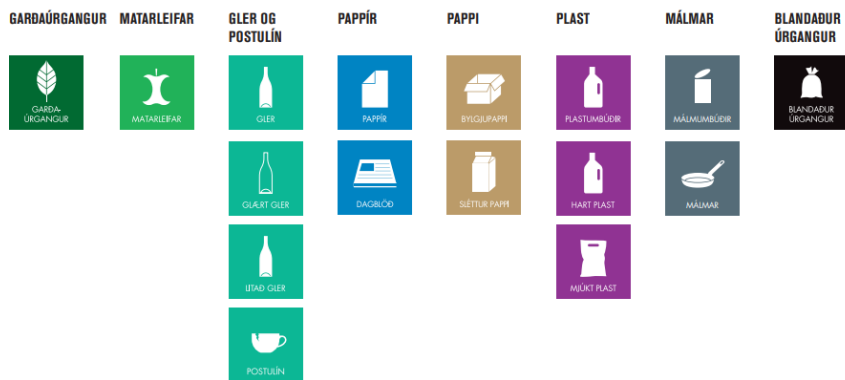 GARÐAÚRGANGUR
MATARLEIFAR
GLER OG
POSTULÍN
PAPPÍR
PAPPI
PLAST
MÁLMAR
BLANDAÐUR
ÚRGANGUR
GARÐA-
ÚRGANGUR
MATARLEIFAR
GLER
PAPPÍR
BYLGJUPAPPI
PLASTUMBÚÐIR
MÁLMUMBÚÐIR
BLANDAÐUR
ÚRGANGUR
GLÆRT GLER
DAGBLÖÐ
SLÉTTUR PAPPI
HART PLAST
MÁLMAR
LITAÐ GLER
MJÚKT PLAST
POSTULÍN